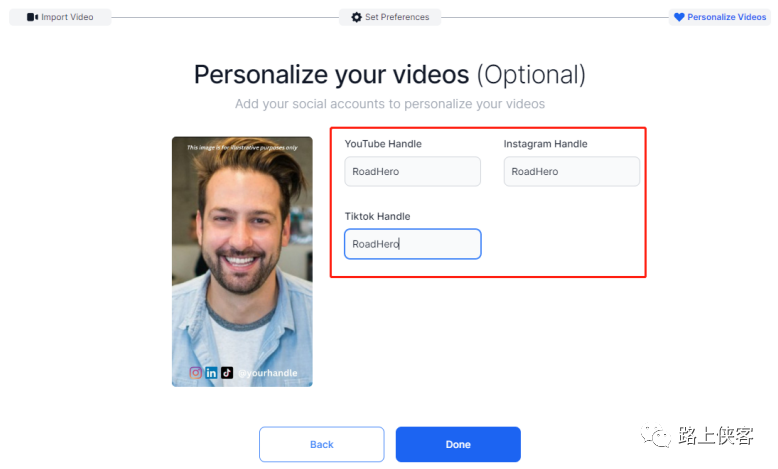 Import Video
Set Preferences
Personalize Videos
Personalize your videos (Optional)
Add your social accounts to personalize your videos
This image is for illustrative purposes only
@yourhandle
YouTube Handle
Instagram Handle
RoadHero
RoadHero
Tiktok Handle
RoadHero
Back
Done
路上侠客